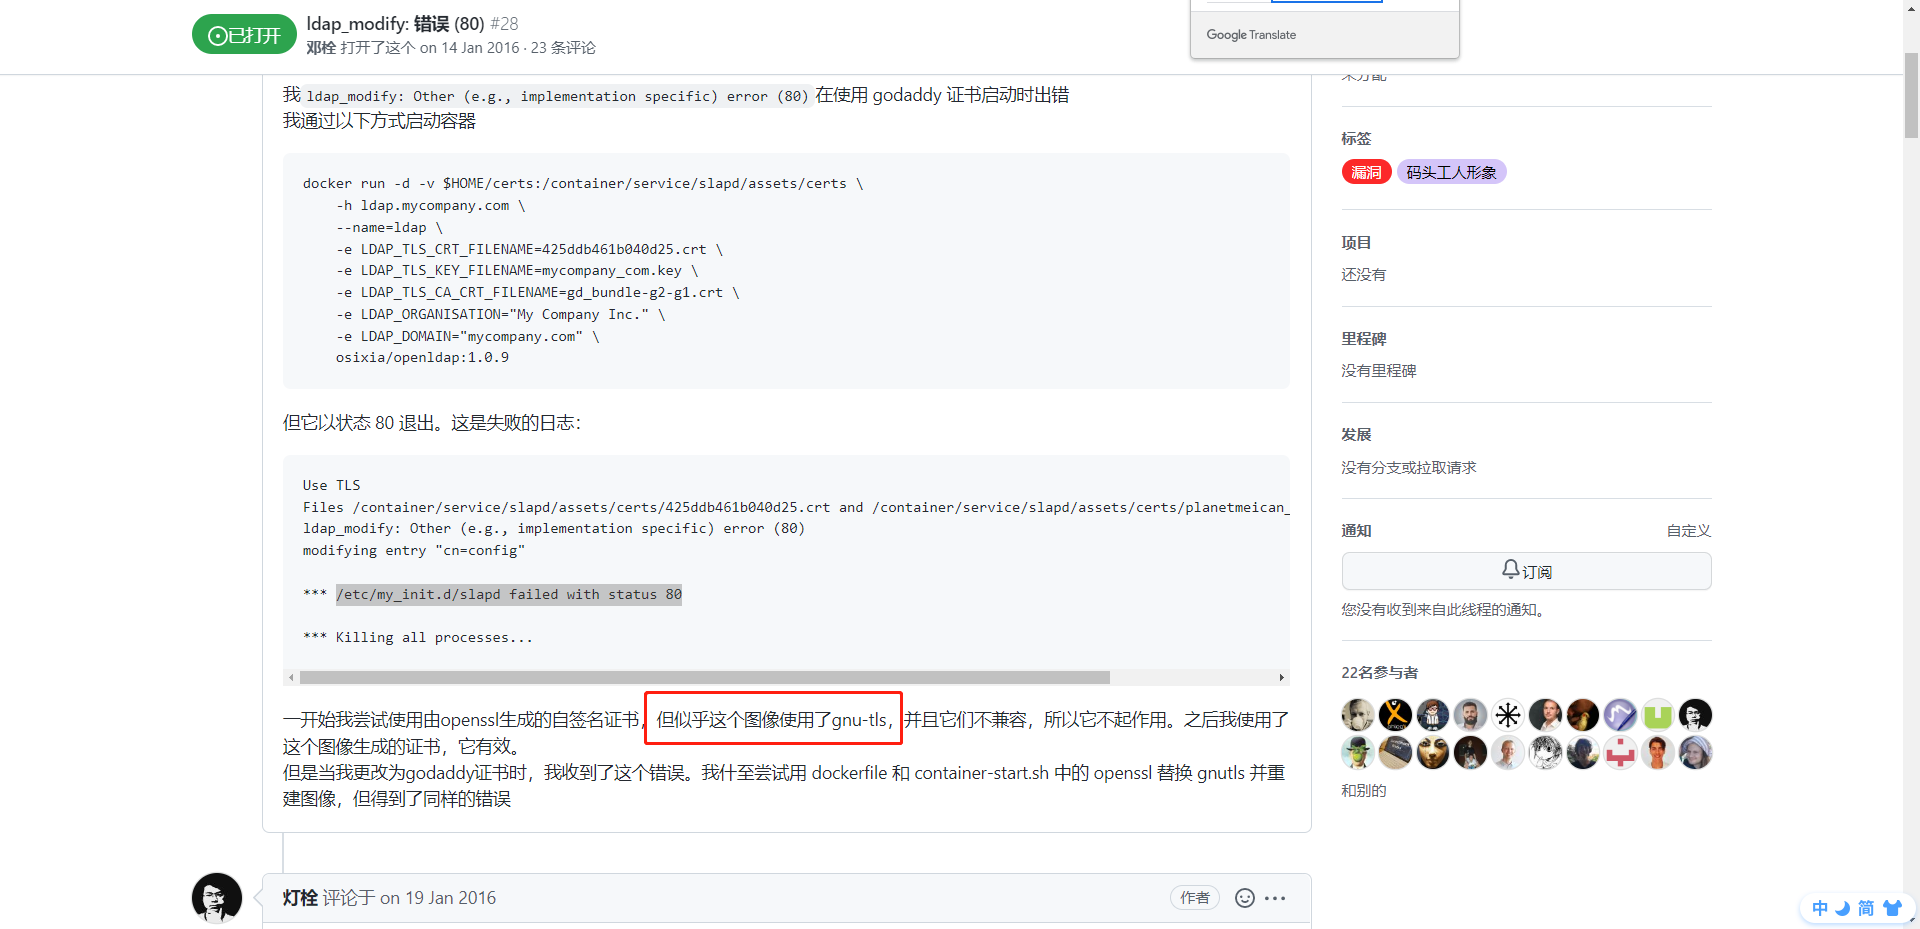 已打开
ldap_modify: 错误 (80) #28
邓栓 打开了这个 on 14 Jan 2016 · 23 条评论
Google Translate
我 ldap_modify: Other (e.g., implementation specific) error (80) 在使用 godaddy 证书启动时出错
我通过以下方式启动容器
docker run -d -v $HOME/certs:/container/service/slapd/assets/certs \
-h ldap.mycompany.com \
--name=ldap \
-e LDAP_TLS_CRT_FILENAME=425ddb461b040d25.crt \
-e LDAP_TLS_KEY_FILENAME=mycompany_com.key \
-e LDAP_TLS_CA_CRT_FILENAME=gd_bundle-g2-g1.crt \
-e LDAP_ORGANISATION="My Company Inc." \
-e LDAP_DOMAIN="mycompany.com" \
osixia/openldap:1.0.9
但它以状态 80 退出。这是失败的日志：
Use TLS
Files /container/service/slapd/assets/certs/425ddb461b040d25.crt and /container/service/slapd/assets/certs/planetmeican_
ldap_modify: Other (e.g., implementation specific) error (80)
modifying entry "cn=config"
*** /etc/my_init.d/slapd failed with status 80
*** Killing all processes...
一开始我尝试使用由openssl生成的自签名证书，但似乎这个图像使用了gnu-tls，并且它们不兼容，所以它不起作用。之后我使用了
这个图像生成的证书，它有效。
但是当我更改为godaddy证书时，我收到了这个错误。我什至尝试用 dockerfile 和 container-start.sh 中的 openssl 替换 gnutls 并重
建图像，但得到了同样的错误
灯栓 评论于 on 19 Jan 2016
作者
未分配
标签
漏洞 码头工人形象
项目
还没有
里程碑
没有里程碑
发展
没有分支或拉取请求
通知 自定义
订阅
您没有收到来自此线程的通知。
22名参与者
和别的
中 简